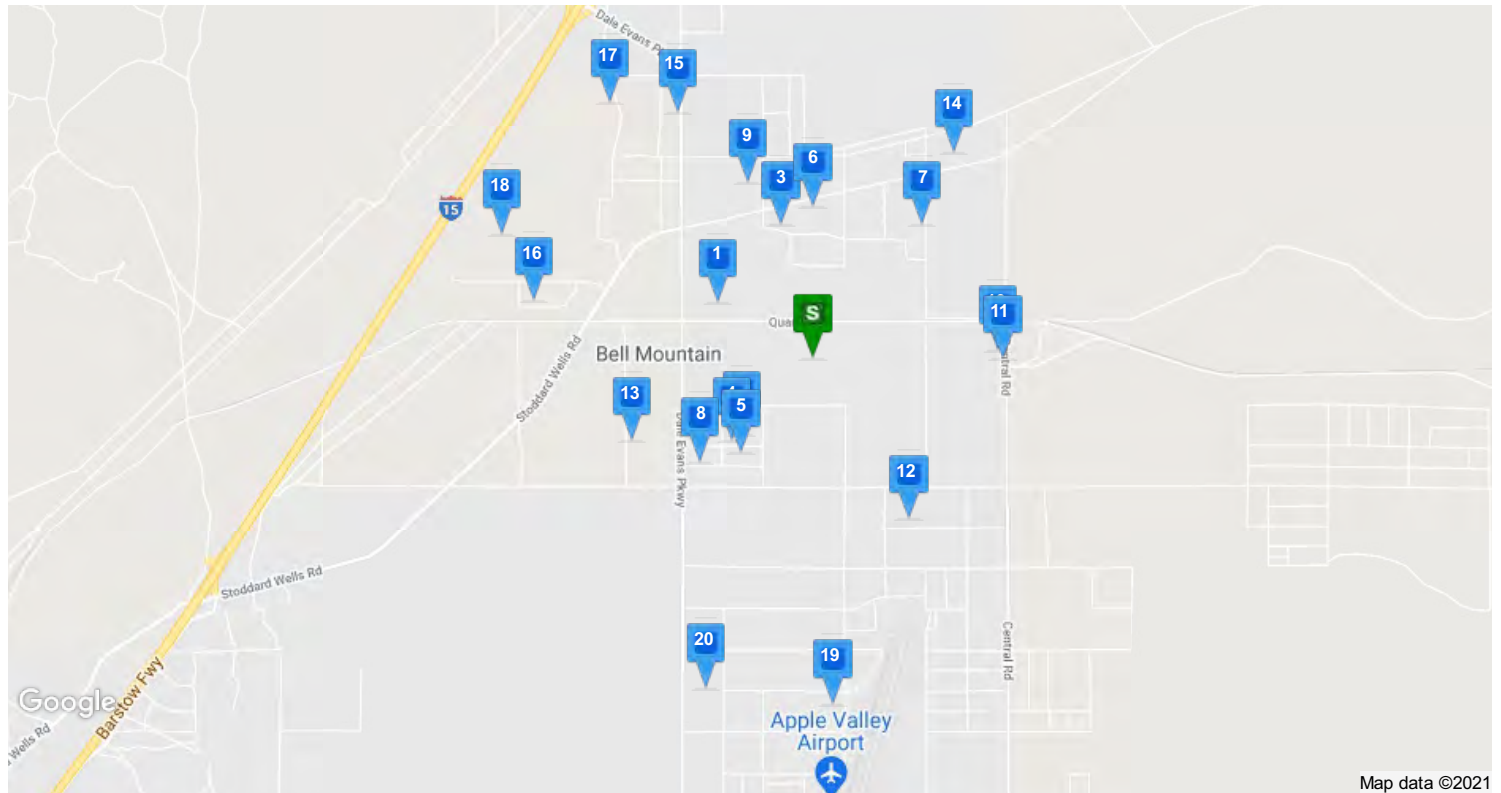 Dale Evans
17
15
14
9
6
3
7
18
15
1
16
11
S
Bell Mountain
Central Rd
Stoddard Wells Rd
13
5
8
Dale Evans Pkwy
12
Stoddard Wells Rd
Central Rd
20
19
Barstow Fwy
Google
Apple Valley
Airport
Wells Rd
Map data ©2021